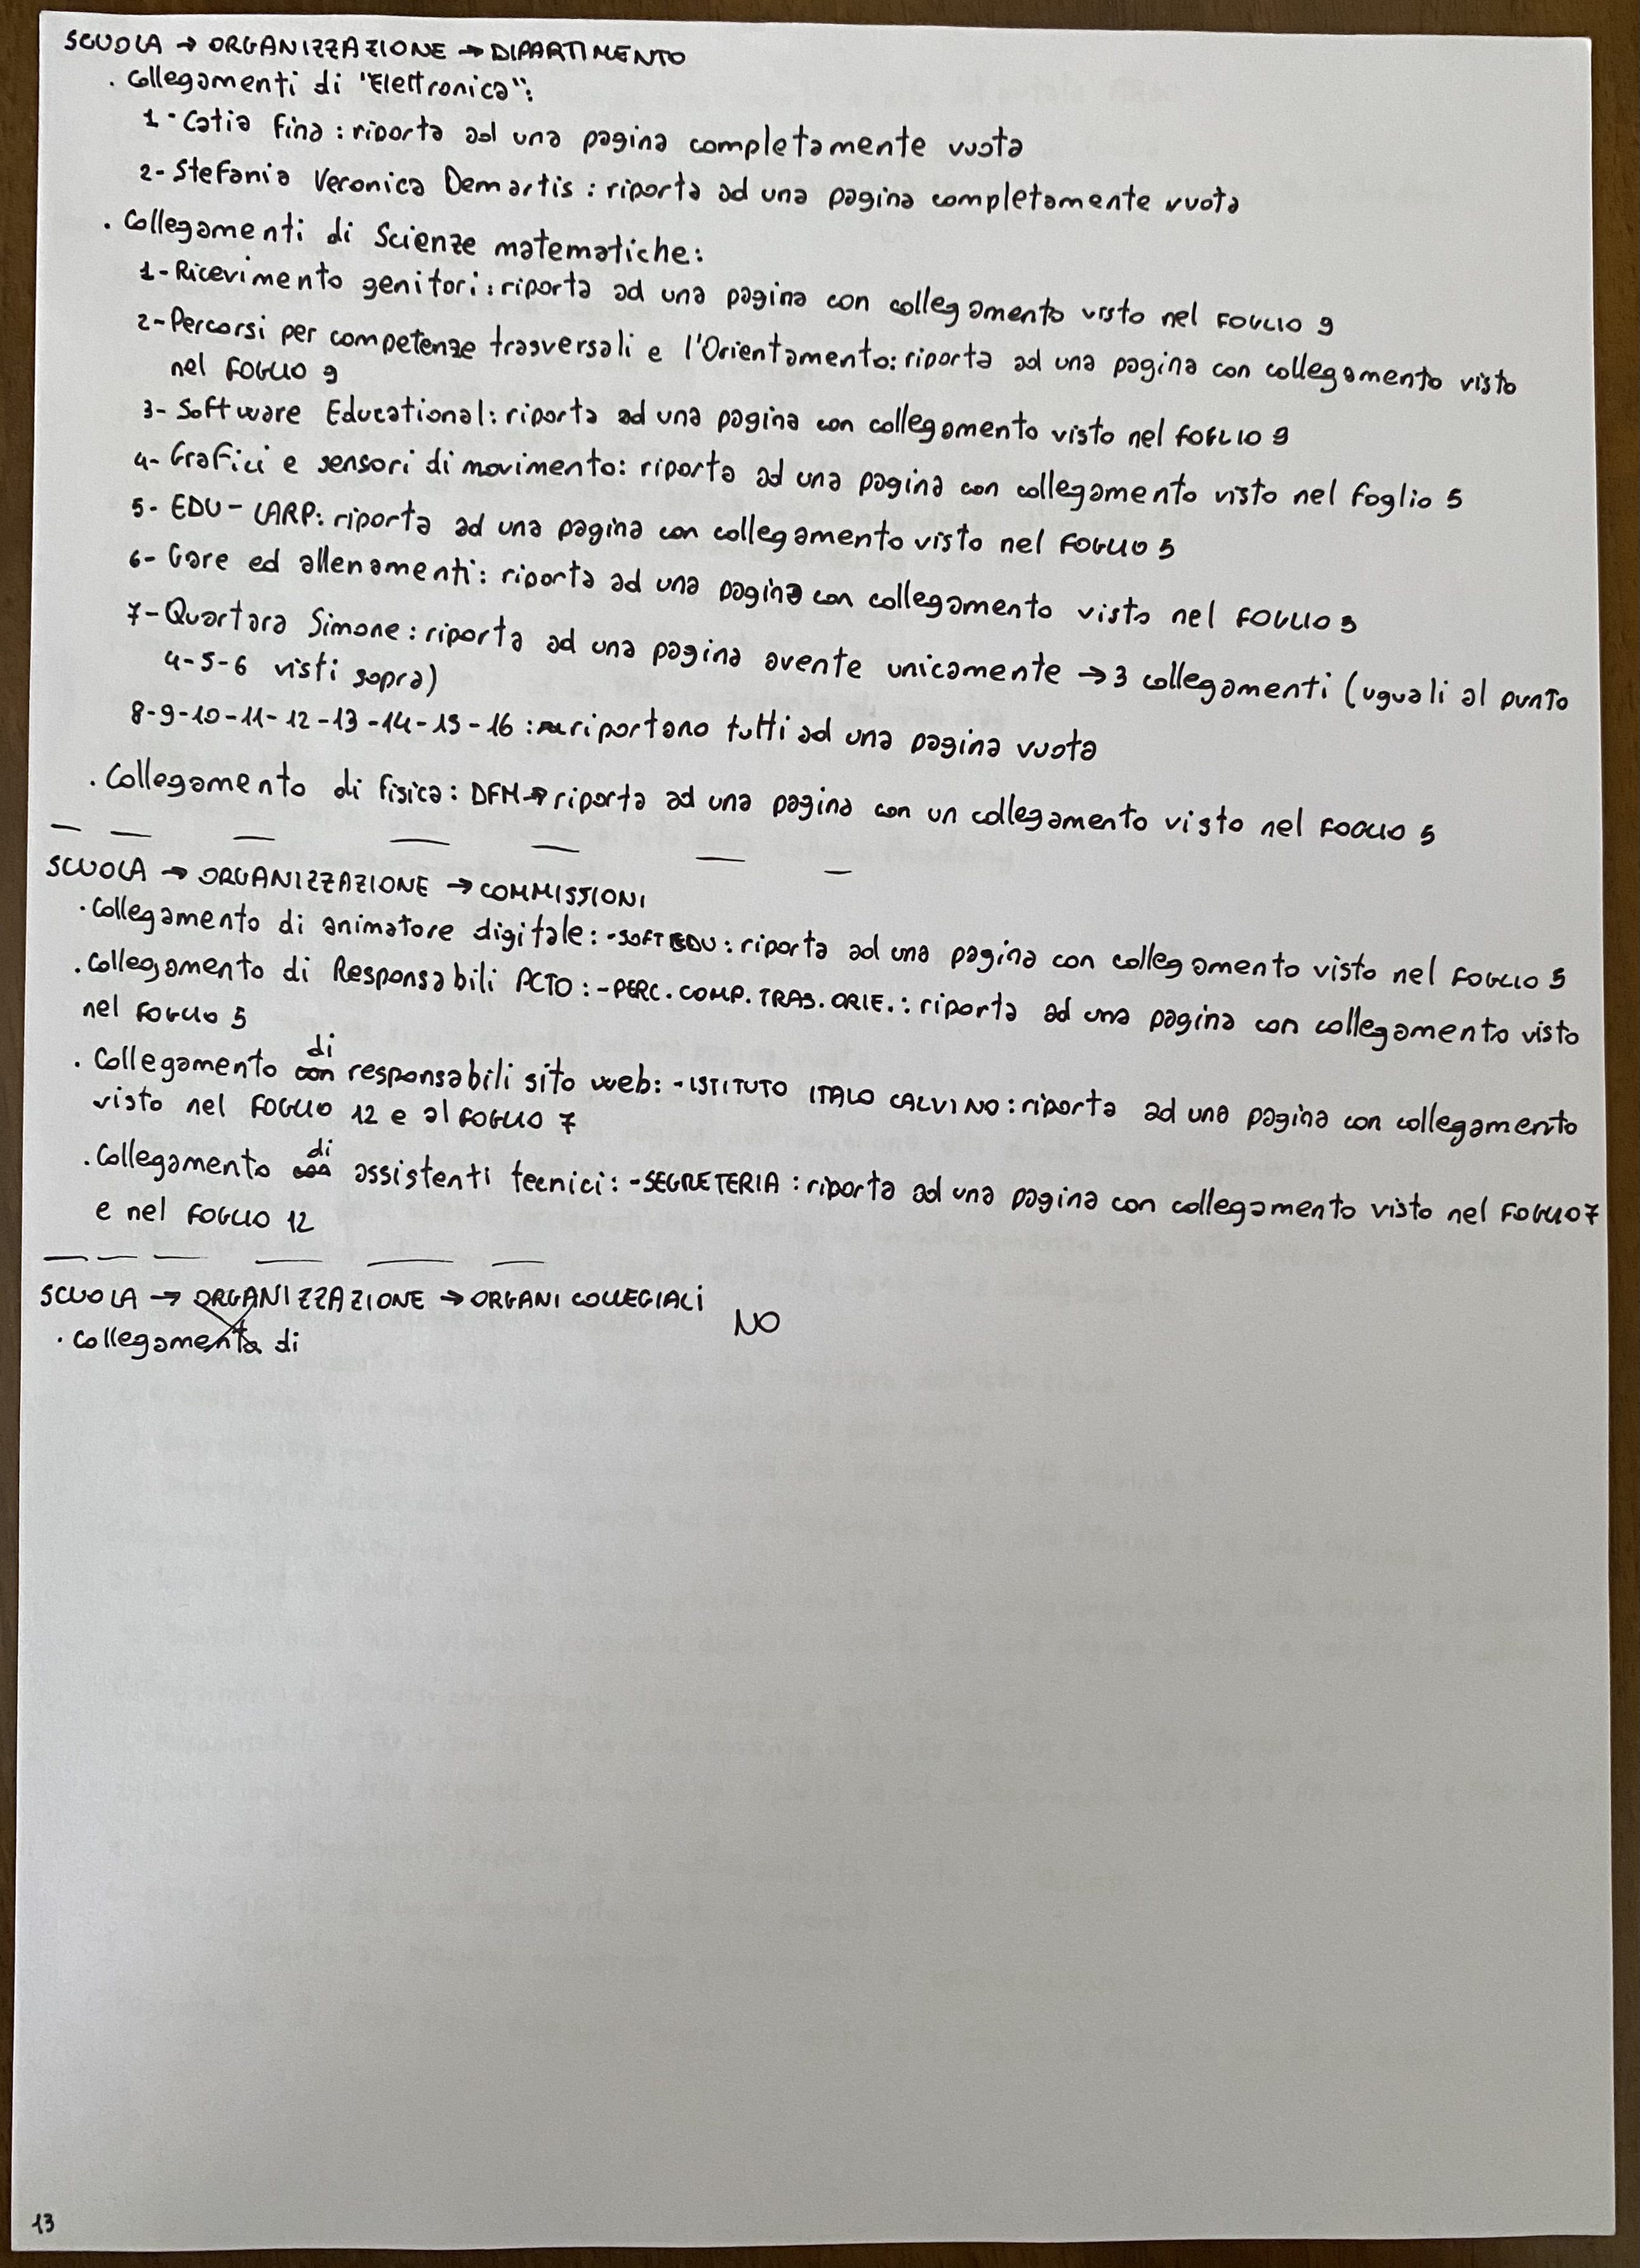 SCUOLA → ORGANIZZAZIONE → DIPARTIMENTO
. Collegamenti di "Elettronica":
1 - Catia Fina : riporta ad una pagina completamente vuota
2- Stefania Veronica Demartis : riporta ad una pagina completamente vuota
. Collegamenti di Scienze matematiche:
1-Ricevimento genitori: riporta ad una pagina con collegamento visto nel FOGLIO 9
2-Percorsi per competenze trasversali e l'Orientamento: riporta ad una pagina con collegamento visto
nel FOGLIO 9
3- Software Educational: riporta ad una pagina con collegamento visto nel FOGLIO 9
4- Grafici e sensori di movimento: riporta ad una pagina con collegamento visto nel foglio 5
5- EDU - LARP: riporta ad una pagina con collegamento visto nel FOGLIO 5
6- Gare ed allenamenti: riporta ad una pagina con collegamento visto nel FOGLIO 5
7-Quartara Simone: riporta ad una pagina avente unicamente → 3 collegamenti (uguali al punto
4-5-6 visti sopra)
8-9-10-11-12-13-14-15-16 : riportano tutti ad una pagina vuota
. Collegamento di fisica: DFM → riporta ad una pagina con un collegamento visto nel FOGLIO 5
SCUOLA → ORGANIZZAZIONE → COMMISSIONI
. Collegamento di animatore digitale: - SOFT EDU : riporta ad una pagina con collegamento visto nel FOGLIO 5
. Collegamento di Responsabili PCTO : - PERC. COMP. TRAS. ORIE. : riporta ad una pagina con collegamento visto
nel FOGLIO 5
. Collegamento di responsabili sito web: - ISTITUTO ITALO CALVINO : riporta ad una pagina con collegamento
visto nel FOGLIO 12 e al FOGLIO 7
. Collegamento di assistenti tecnici: - SEGRETERIA : riporta ad una pagina con collegamento visto nel FOGLIO 7
e nel FOGLIO 12
SCUOLA → ORGANIZZAZIONE → ORGANI COLLEGIALI NO
. Collegamento di
13